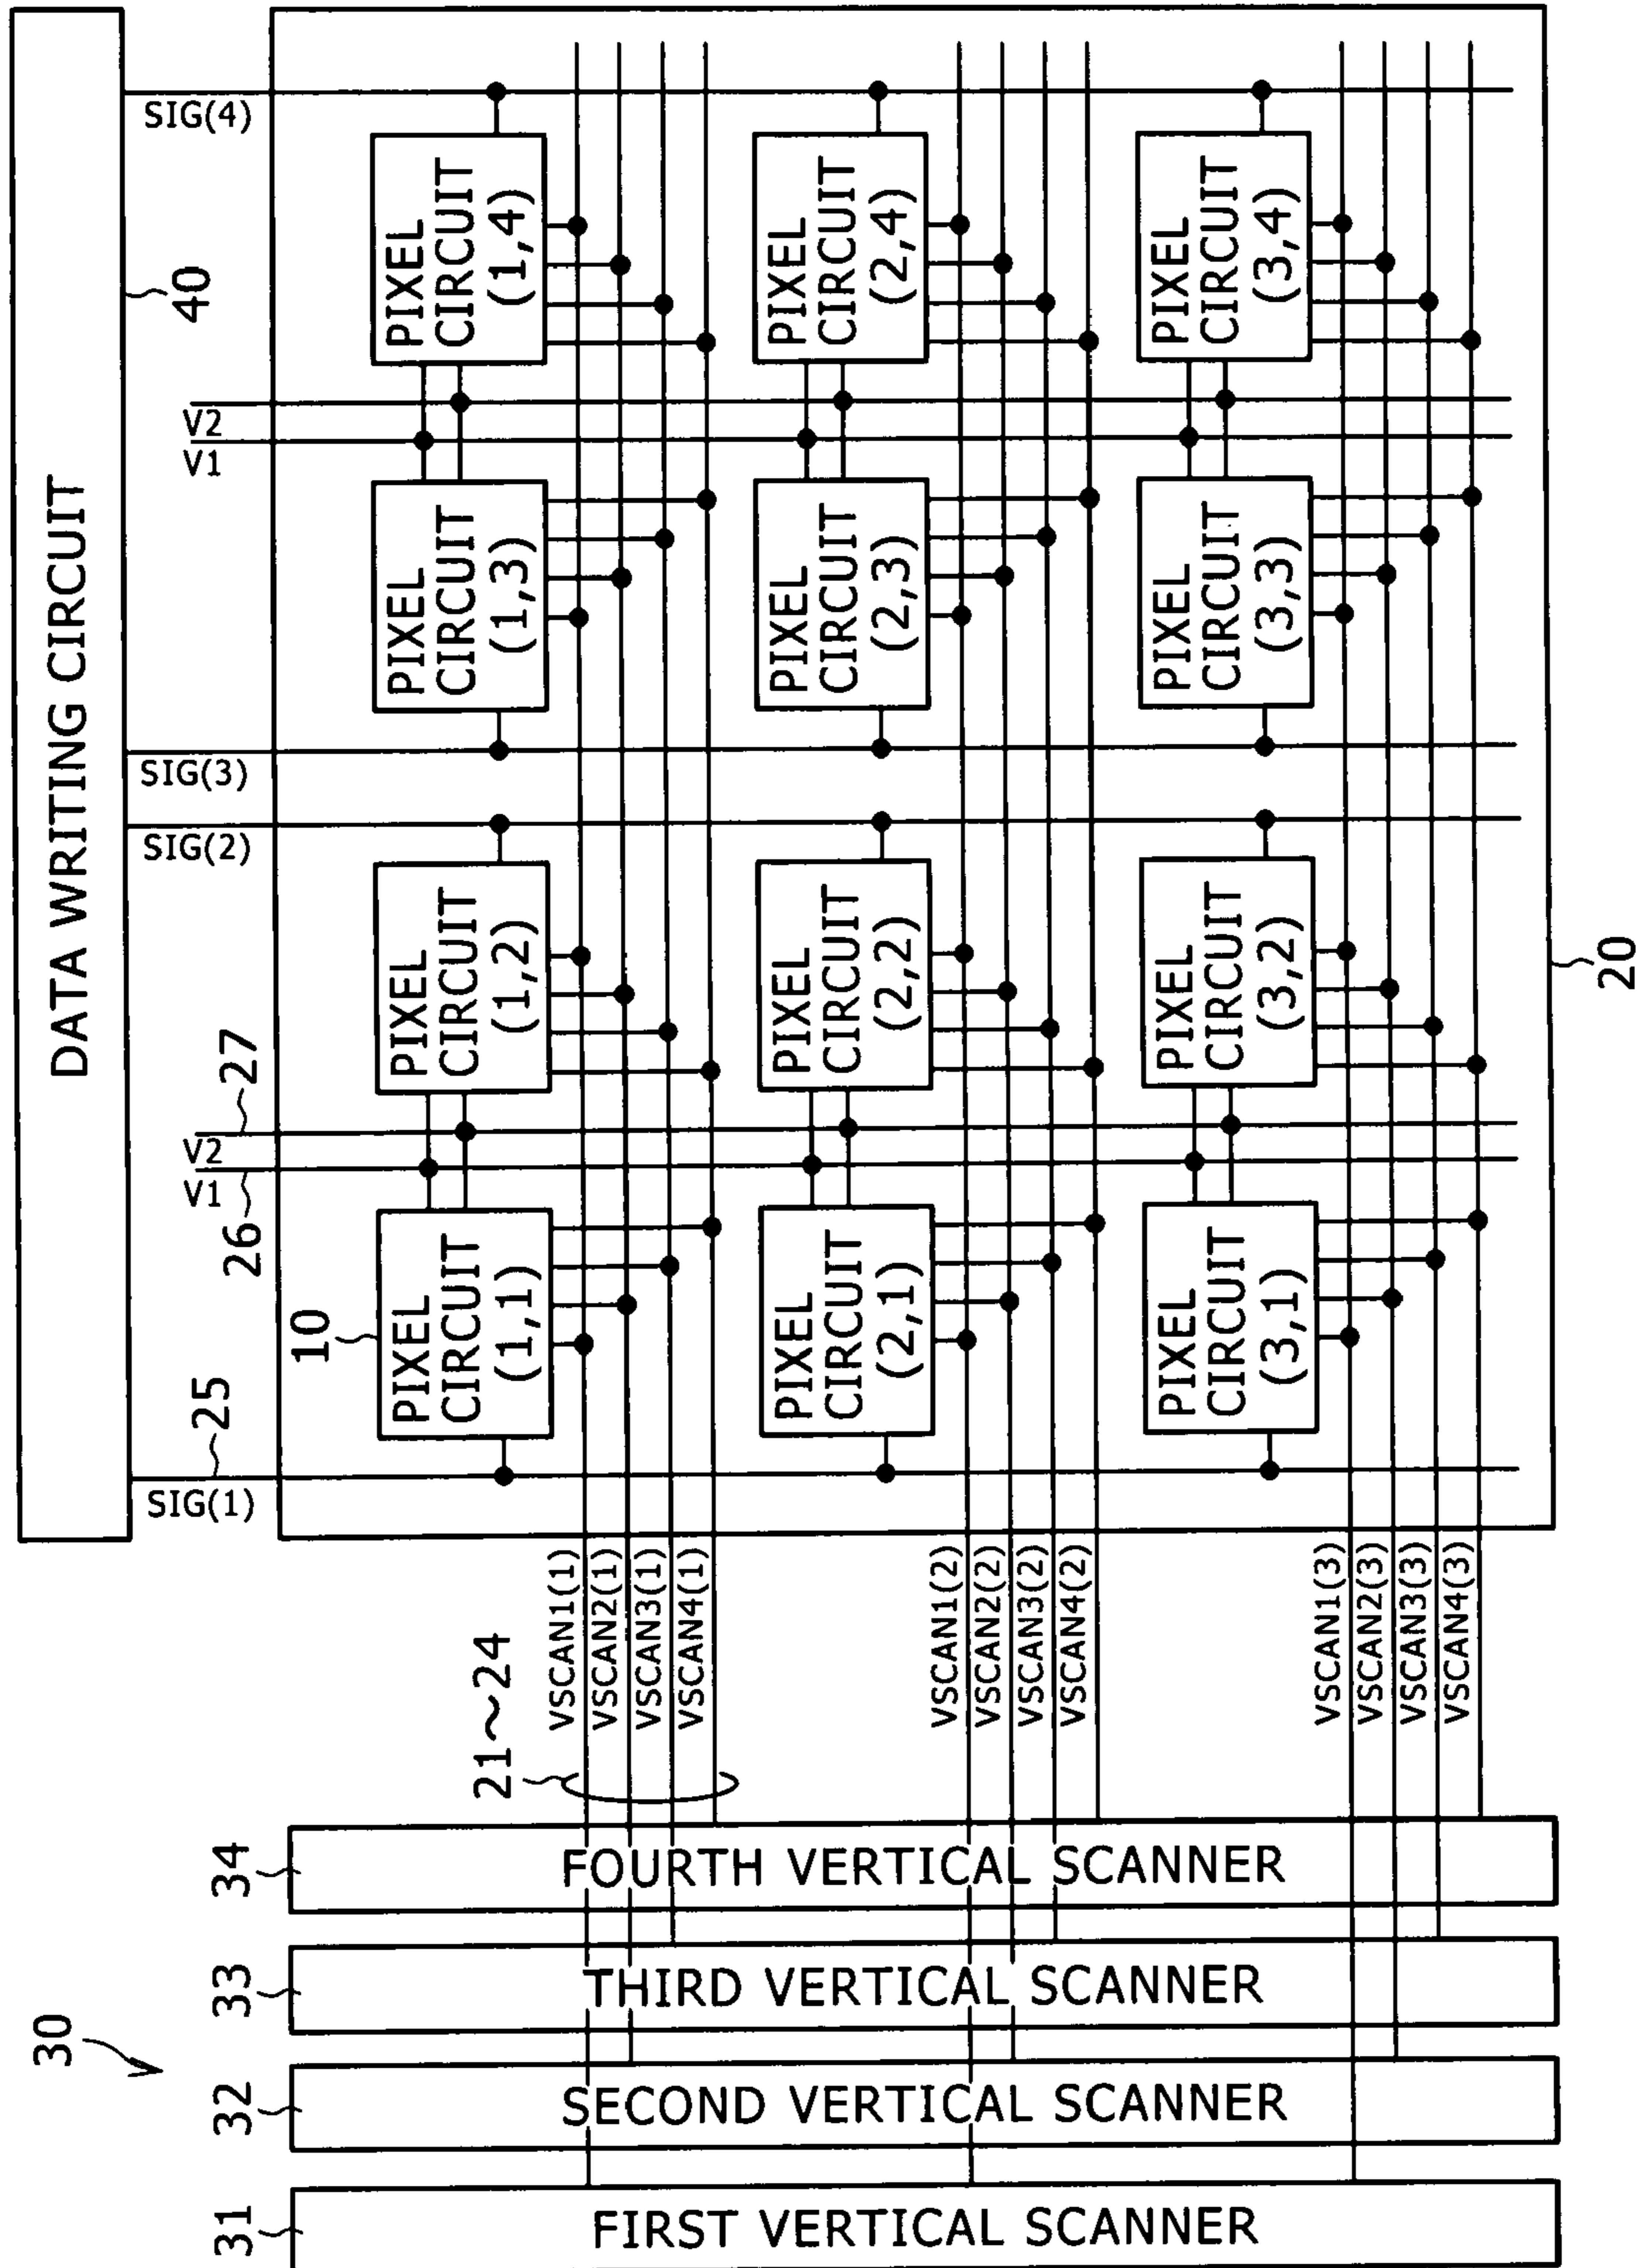 DATA WRITING CIRCUIT
40
SIG(1)
25
26
V1
V2
27
SIG(2)
SIG(3)
V1
V2
SIG(4)
10
PIXEL
CIRCUIT
(1,1)
PIXEL
CIRCUIT
(1,2)
PIXEL
CIRCUIT
(1,3)
PIXEL
CIRCUIT
(1,4)
PIXEL
CIRCUIT
(2,1)
PIXEL
CIRCUIT
(2,2)
PIXEL
CIRCUIT
(2,3)
PIXEL
CIRCUIT
(2,4)
PIXEL
CIRCUIT
(3,1)
PIXEL
CIRCUIT
(3,2)
PIXEL
CIRCUIT
(3,3)
PIXEL
CIRCUIT
(3,4)
20
21~24
VSCAN1(1)
VSCAN2(1)
VSCAN3(1)
VSCAN4(1)
VSCAN1(2)
VSCAN2(2)
VSCAN3(2)
VSCAN4(2)
VSCAN1(3)
VSCAN2(3)
VSCAN3(3)
VSCAN4(3)
30
31
FIRST VERTICAL SCANNER
32
SECOND VERTICAL SCANNER
33
THIRD VERTICAL SCANNER
34
FOURTH VERTICAL SCANNER